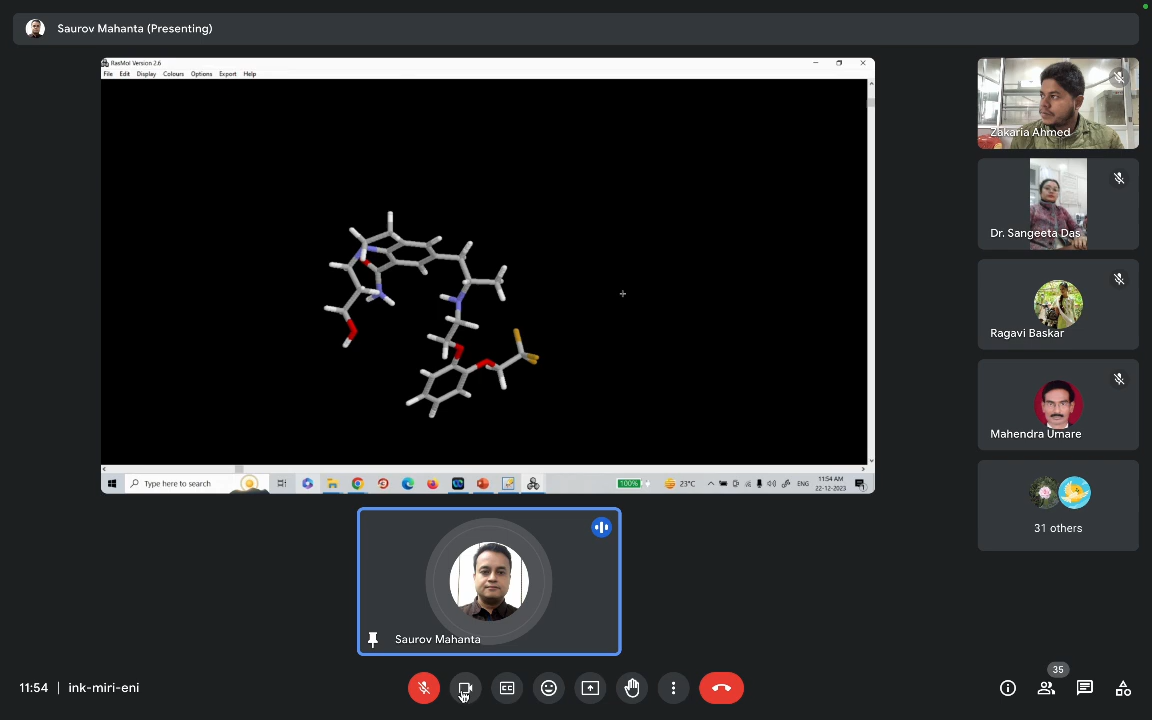 Saurov Mahanta (Presenting)
RasMol Version 2.6
File Edit Display Colours Options Export Help
Zakaria Ahmed
Dr. Sangeeta Das
Ragavi Baskar
Mahendra Umare
31 others
Type here to search
100%
23°C
ENG
11:54 AM
22-12-2023
Saurov Mahanta
11:54 | ink-miri-eni
35